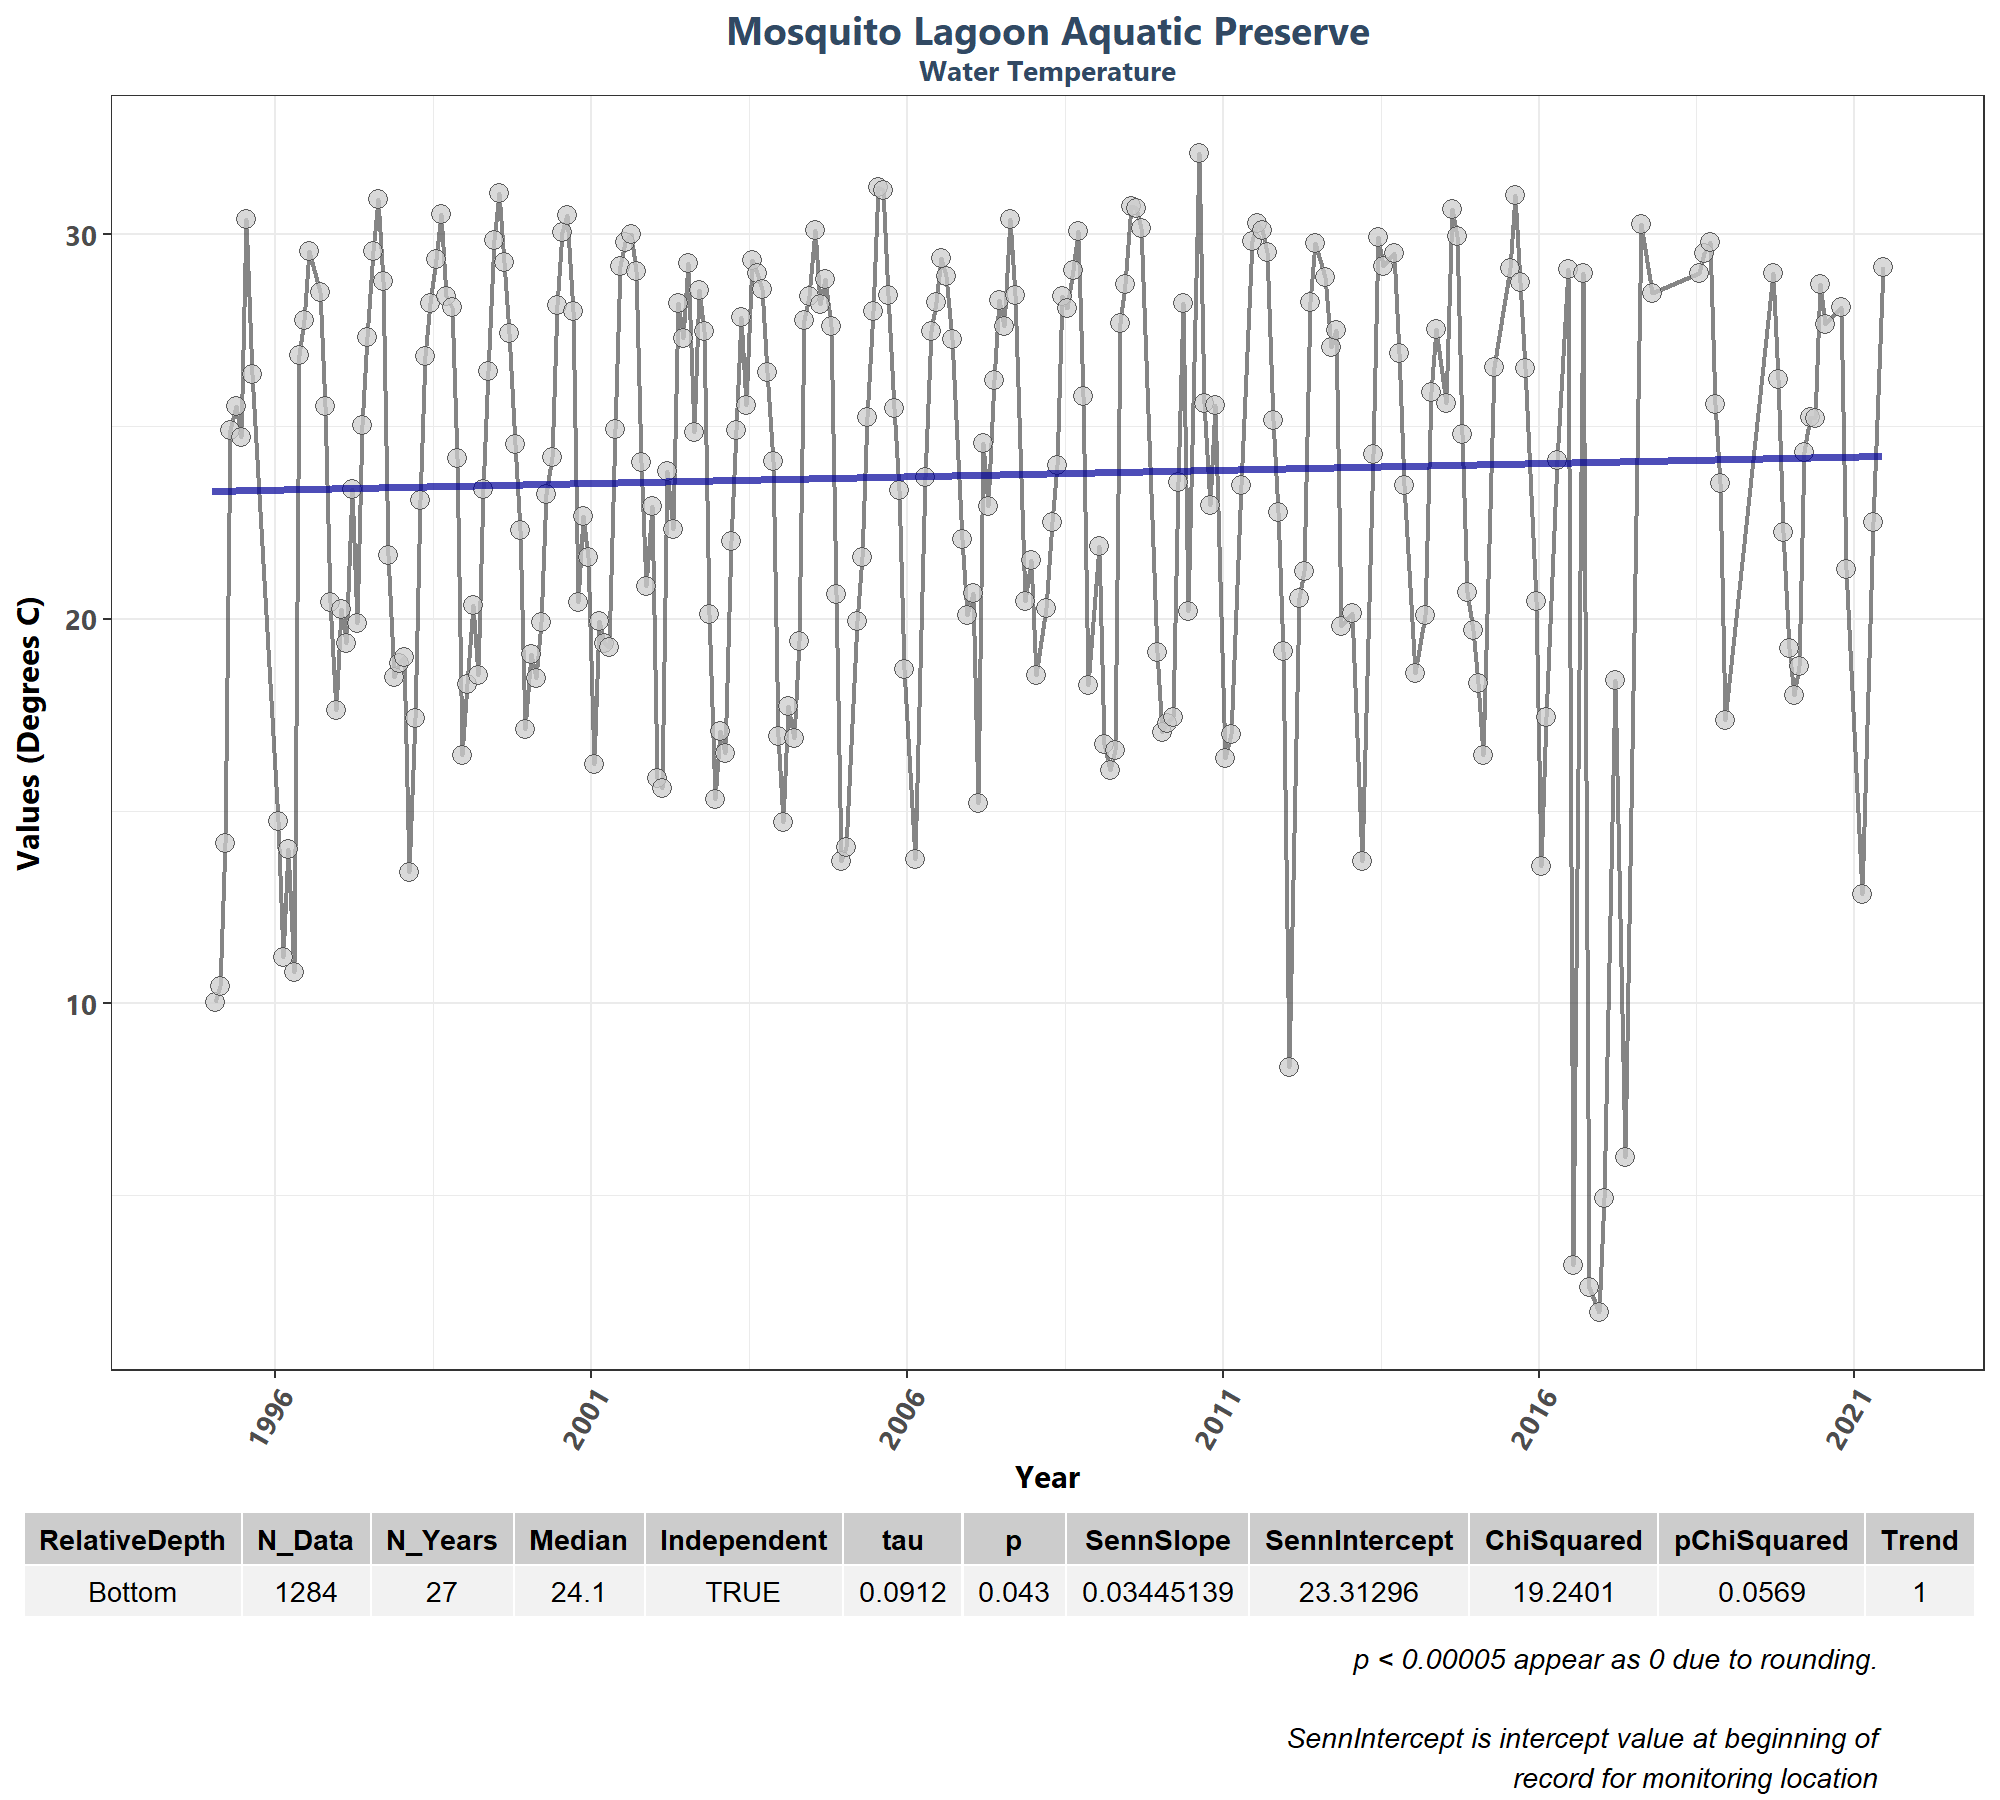 Mosquito Lagoon Aquatic Preserve
Water Temperature
Values (Degrees C)
30
20
10
1996
2001
2006
2011
2016
2021
Year
RelativeDepth N_Data N_Years Median Independent tau p SennSlope SennIntercept ChiSquared pChiSquared Trend
Bottom 1284 27 24.1 TRUE 0.0912 0.043 0.03445139 23.31296 19.2401 0.0569 1
p < 0.00005 appear as 0 due to rounding.
SennIntercept is intercept value at beginning of
record for monitoring location